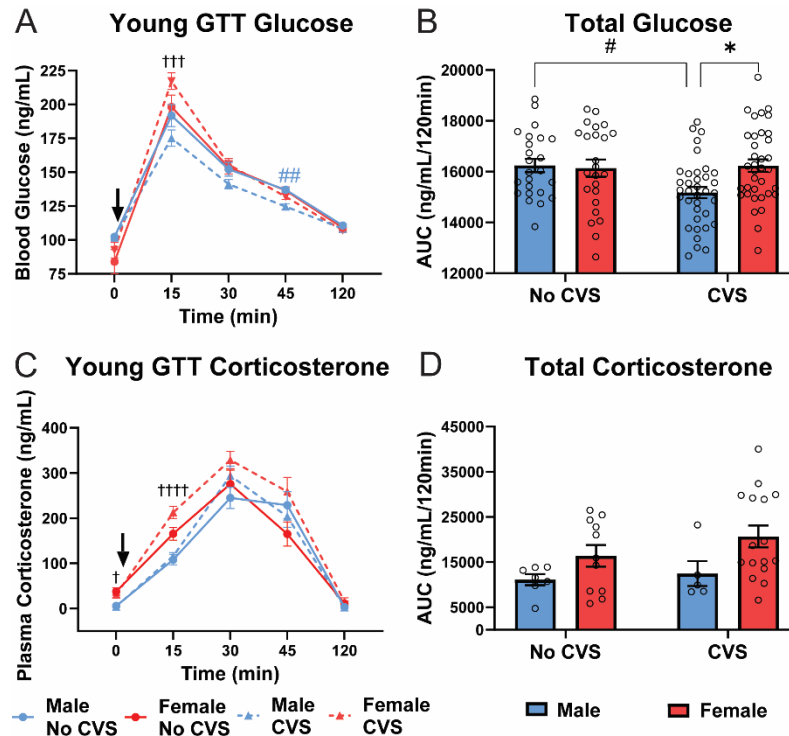 A
Young GTT Glucose
Blood Glucose (ng/mL)
225
200
175
150
125
100
75
†††
##
0 15 30 45 120
Time (min)
B
Total Glucose
AUC (ng/mL/120min)
20000
18000
16000
14000
12000
#
*
No CVS CVS
C
Young GTT Corticosterone
Plasma Corticosterone (ng/mL)
400
300
200
100
0
†
††††
0 15 30 45 120
Time (min)
D
Total Corticosterone
AUC (ng/mL/120min)
45000
35000
25000
15000
5000
No CVS CVS
Male Female Male Female
No CVS No CVS CVS CVS
Male Female